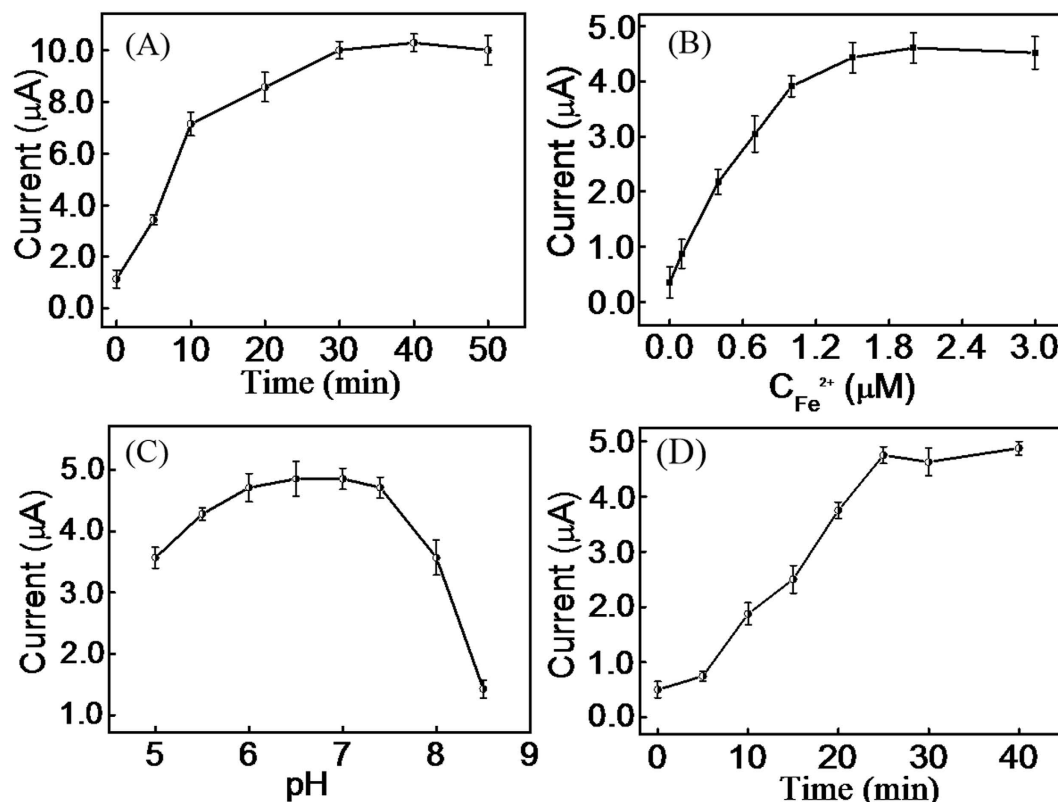 (A)
Current (μA)
10.0
8.0
6.0
4.0
2.0
0.0
0 10 20 30 40 50
Time (min)
(B)
Current (μA)
5.0
4.0
3.0
2.0
1.0
0.0
0.0 0.6 1.2 1.8 2.4 3.0
C_Fe²⁺ (μM)
(C)
Current (μA)
5.0
4.0
3.0
2.0
1.0
5 6 7 8 9
pH
(D)
Current (μA)
5.0
4.0
3.0
2.0
1.0
0.0
0 10 20 30 40
Time (min)